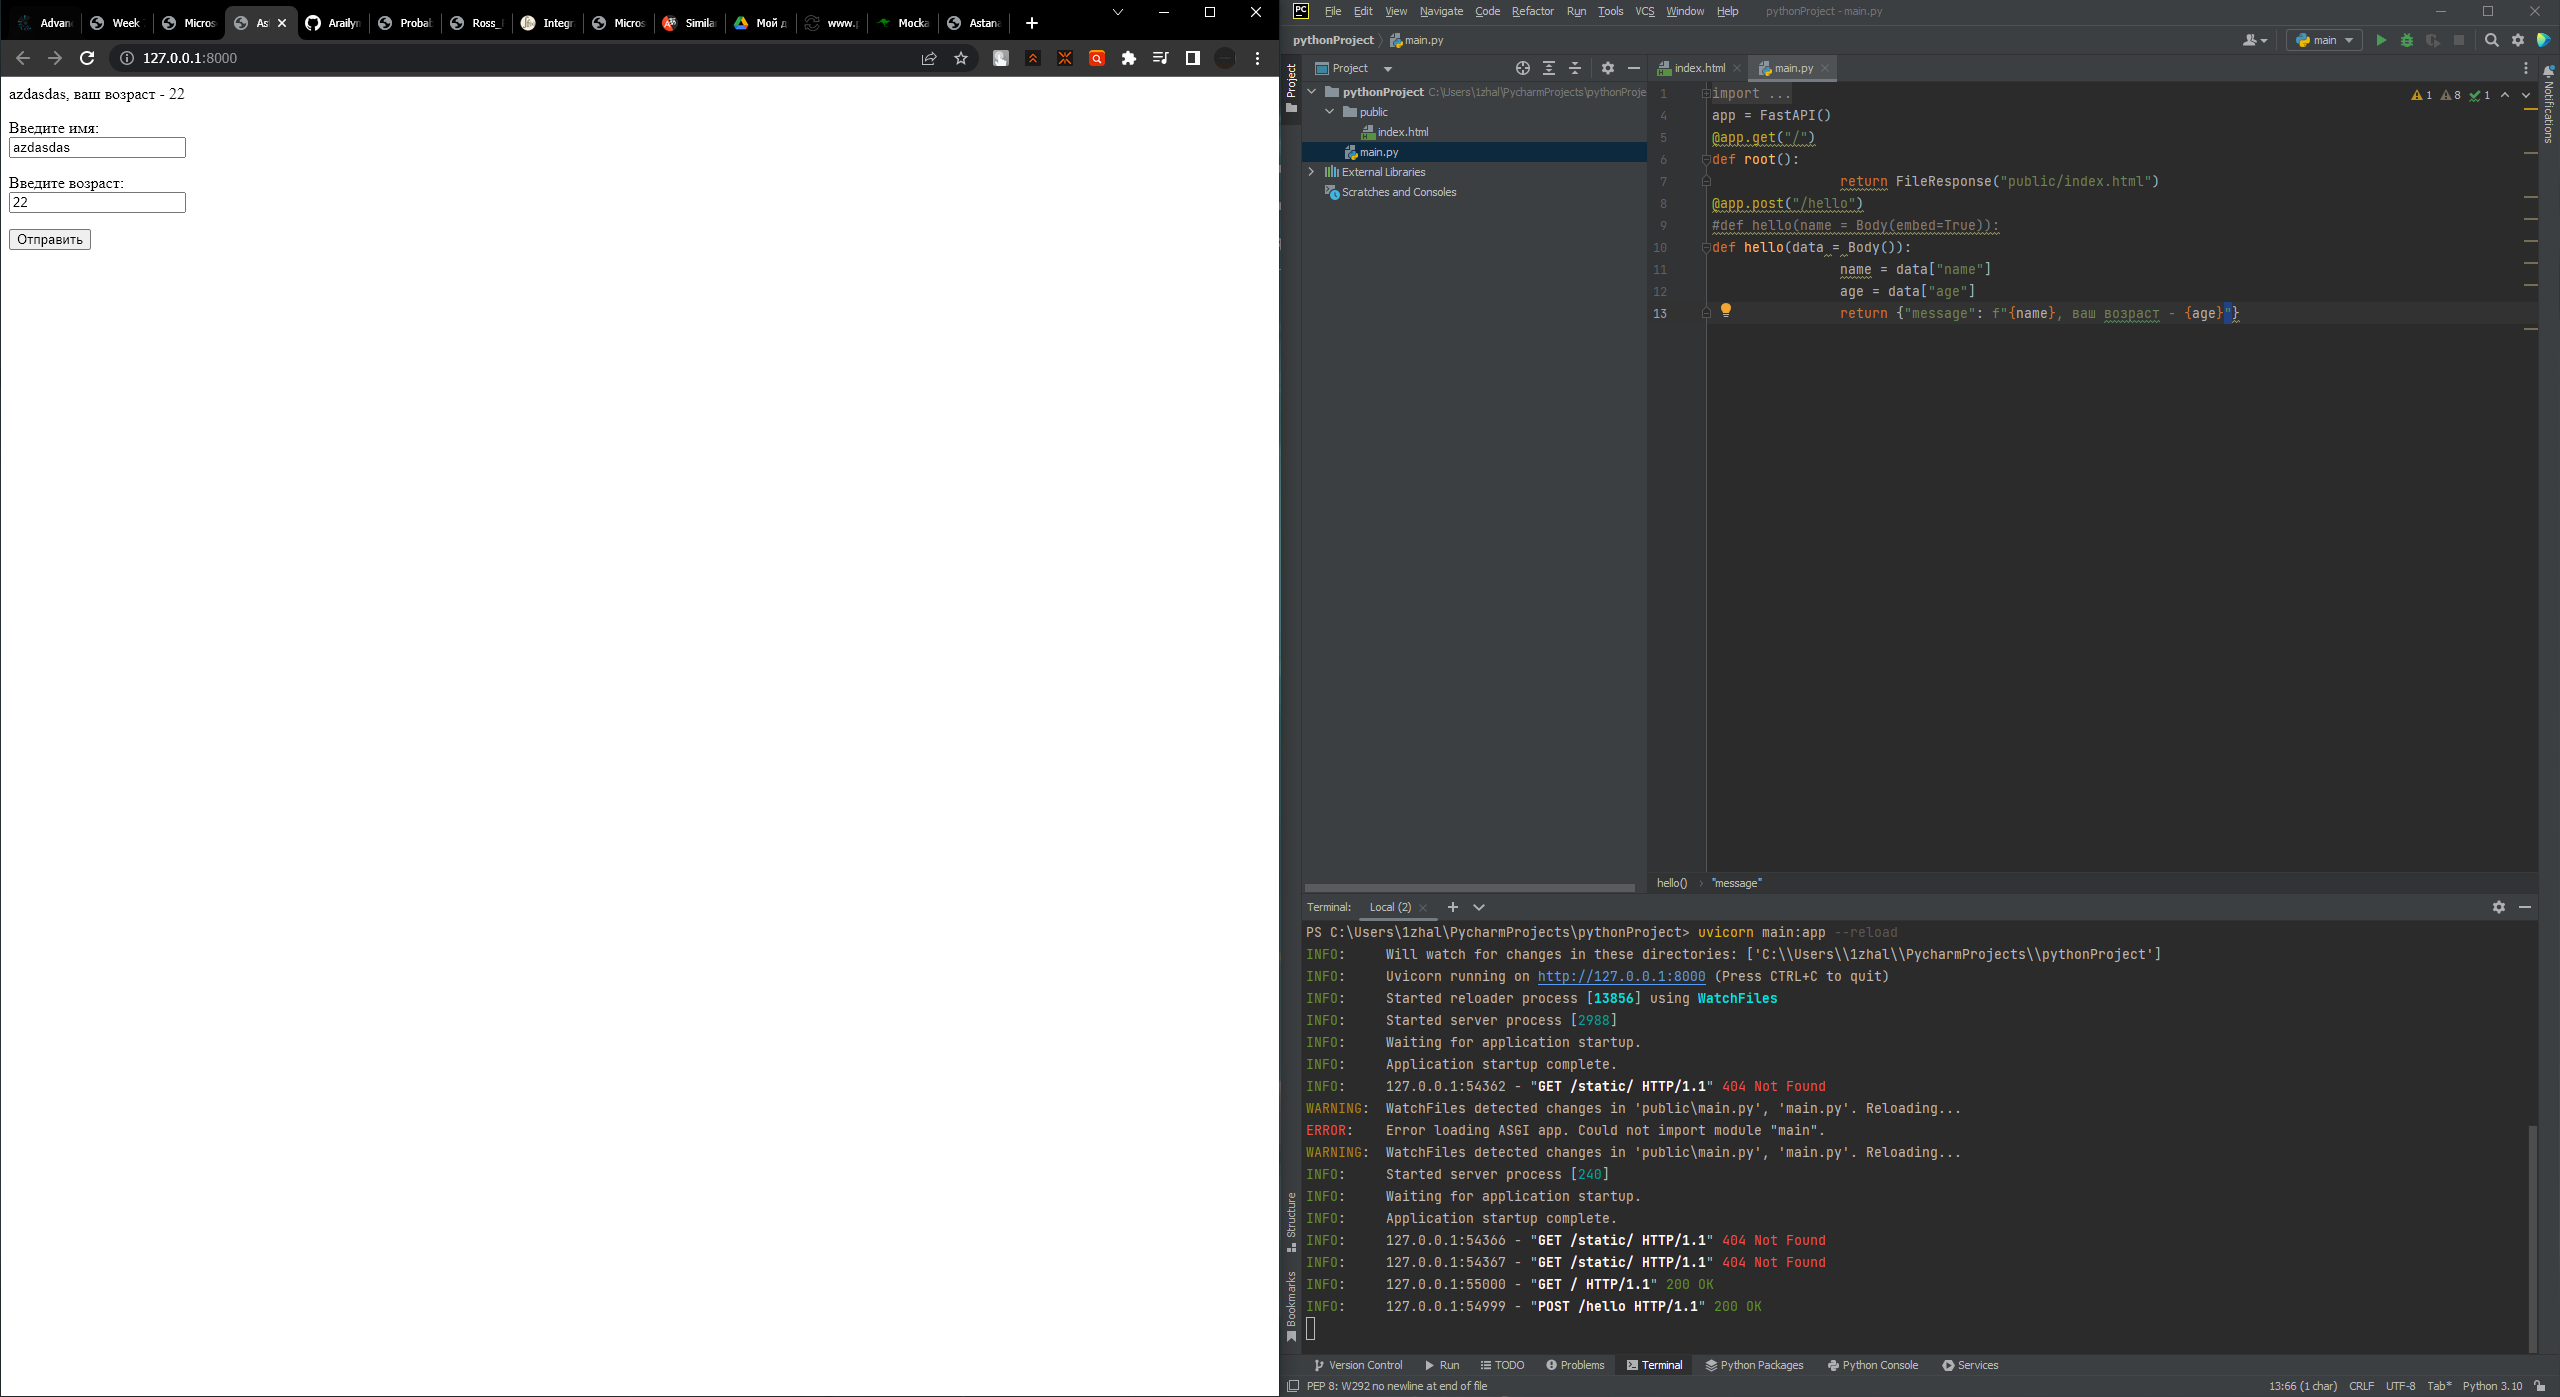 Advan
Week
Micros
Ast
Arailyn
Probab
Ross_
Integr
Micros
Similar
Мой д
www.p
Mocka
Astana
127.0.0.1:8000
azdasdas, ваш возраст - 22
Введите имя:
azdasdas
Введите возраст:
22
Отправить
PC File Edit View Navigate Code Refactor Run Tools VCS Window Help pythonProject - main.py
pythonProject main.py
main
Project
Project
index.html
main.py
pythonProject C:\Users\1zhal\PycharmProjects\pythonProje
public
index.html
main.py
External Libraries
Scratches and Consoles
1 import ...
4 app = FastAPI()
5 @app.get("/")
6 def root():
7 return FileResponse("public/index.html")
8 @app.post("/hello")
9 #def hello(name = Body(embed=True)):
10 def hello(data = Body()):
11 name = data["name"]
12 age = data["age"]
13 return {"message": f"{name}, ваш возраст - {age}"}
1 8 1
Notifications
hello() "message"
Terminal: Local (2)
PS C:\Users\1zhal\PycharmProjects\pythonProject> uvicorn main:app --reload
INFO: Will watch for changes in these directories: ['C:\\Users\\1zhal\\PycharmProjects\\pythonProject']
INFO: Uvicorn running on http://127.0.0.1:8000 (Press CTRL+C to quit)
INFO: Started reloader process [13856] using WatchFiles
INFO: Started server process [2988]
INFO: Waiting for application startup.
INFO: Application startup complete.
INFO: 127.0.0.1:54362 - "GET /static/ HTTP/1.1" 404 Not Found
WARNING: WatchFiles detected changes in 'public\main.py', 'main.py'. Reloading...
ERROR: Error loading ASGI app. Could not import module "main".
WARNING: WatchFiles detected changes in 'public\main.py', 'main.py'. Reloading...
INFO: Started server process [240]
INFO: Waiting for application startup.
INFO: Application startup complete.
INFO: 127.0.0.1:54366 - "GET /static/ HTTP/1.1" 404 Not Found
INFO: 127.0.0.1:54367 - "GET /static/ HTTP/1.1" 404 Not Found
INFO: 127.0.0.1:55000 - "GET / HTTP/1.1" 200 OK
INFO: 127.0.0.1:54999 - "POST /hello HTTP/1.1" 200 OK
Structure
Bookmarks
Version Control Run TODO Problems Terminal Python Packages Python Console Services
PEP 8: W292 no newline at end of file
13:66 (1 char) CRLF UTF-8 Tab* Python 3.10